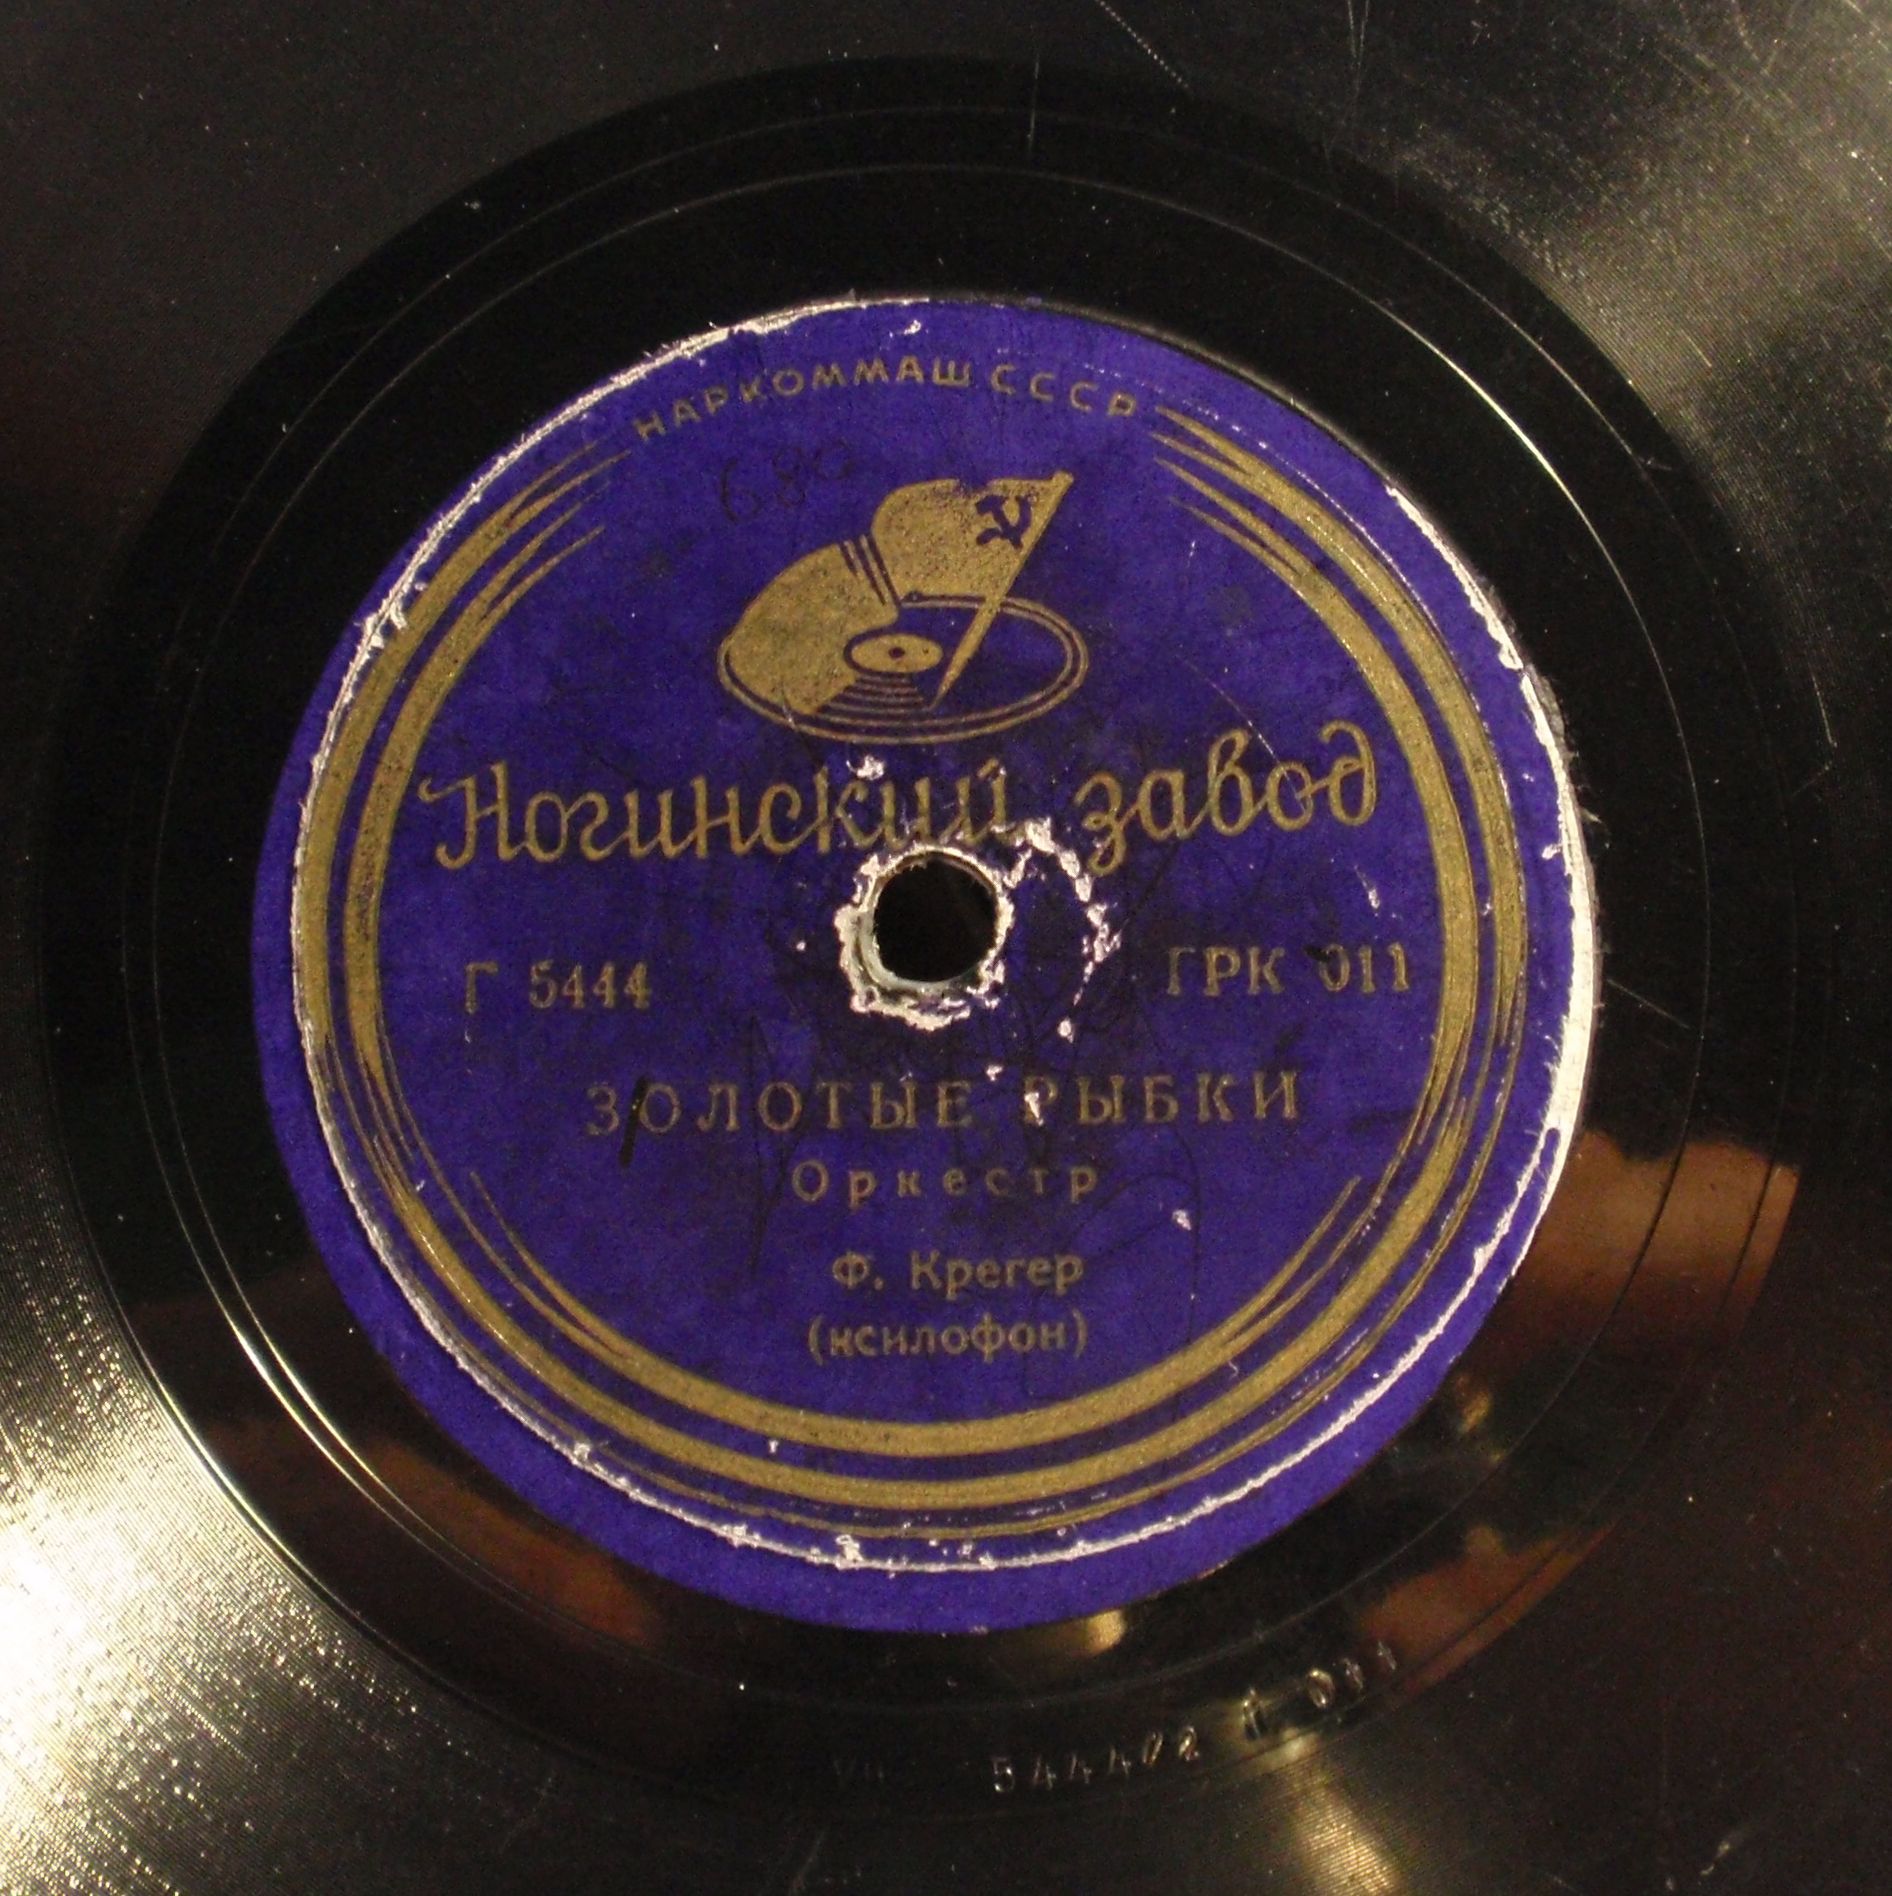 НАРКОММАШ СССР
Ногинский завод
Г 5444
ГРК 011
ЗОЛОТЫЕ РЫБКИ
Оркестр
Ф. Крегер
(ксилофон)